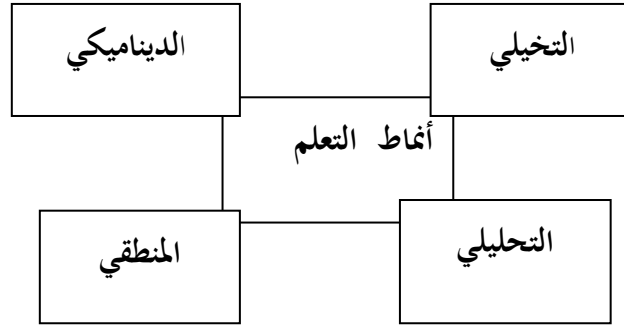 التخيلي
الديناميكي
أنماط التعلم
التحليلي
المنطقي